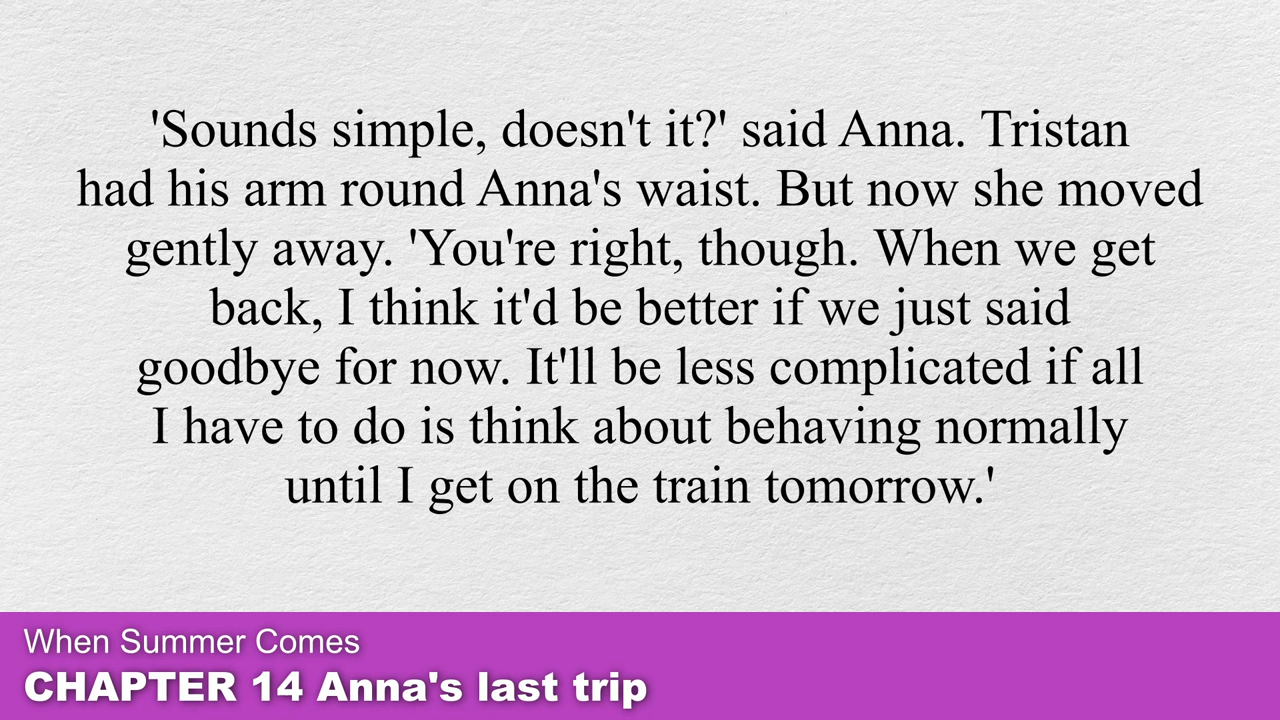 'Sounds simple, doesn't it?' said Anna. Tristan
had his arm round Anna's waist. But now she moved
gently away. 'You're right, though. When we get
back, I think it'd be better if we just said
goodbye for now. It'll be less complicated if all
I have to do is think about behaving normally
until I get on the train tomorrow.'
When Summer Comes
CHAPTER 14 Anna's last trip